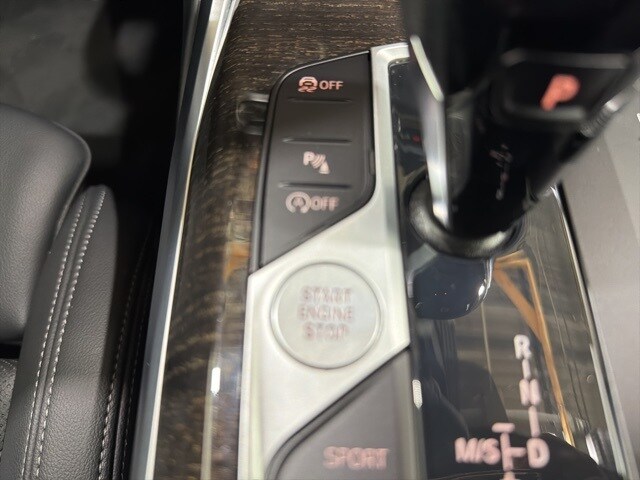 OFF
P
P
OFF
START
ENGINE
STOP
R
N
M/S
D
SPORT